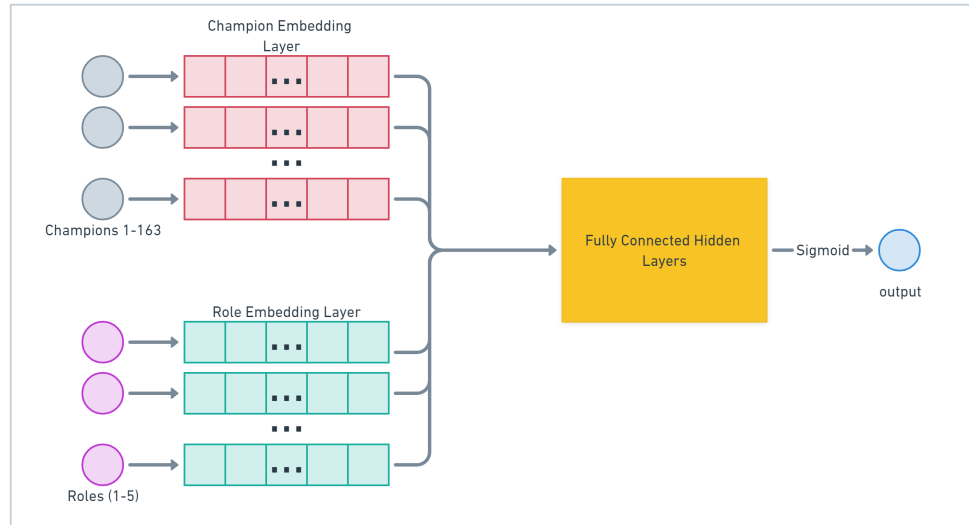 Champion Embedding
Layer
...
...
...
...
Champions 1-163
Fully Connected Hidden
Layers
Sigmoid
output
Role Embedding Layer
...
...
...
...
Roles (1-5)